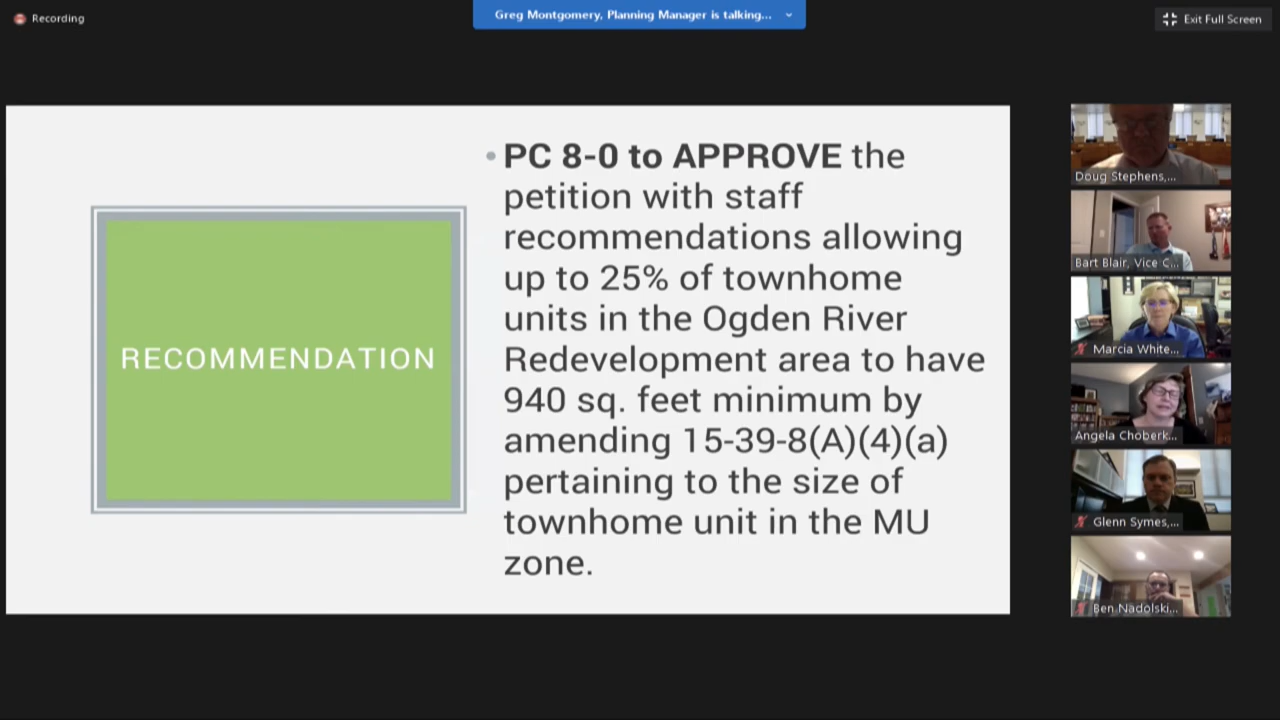 Recording
Greg Montgomery, Planning Manager is talking...
Exit Full Screen
RECOMMENDATION
• PC 8-0 to APPROVE the
petition with staff
recommendations allowing
up to 25% of townhome
units in the Ogden River
Redevelopment area to have
940 sq. feet minimum by
amending 15-39-8(A)(4)(a)
pertaining to the size of
townhome unit in the MU
zone.
Doug Stephens,...
Bart Blair, Vice C...
Marcia White...
Angela Choberk...
Glenn Symes,...
Ben Nadolski...